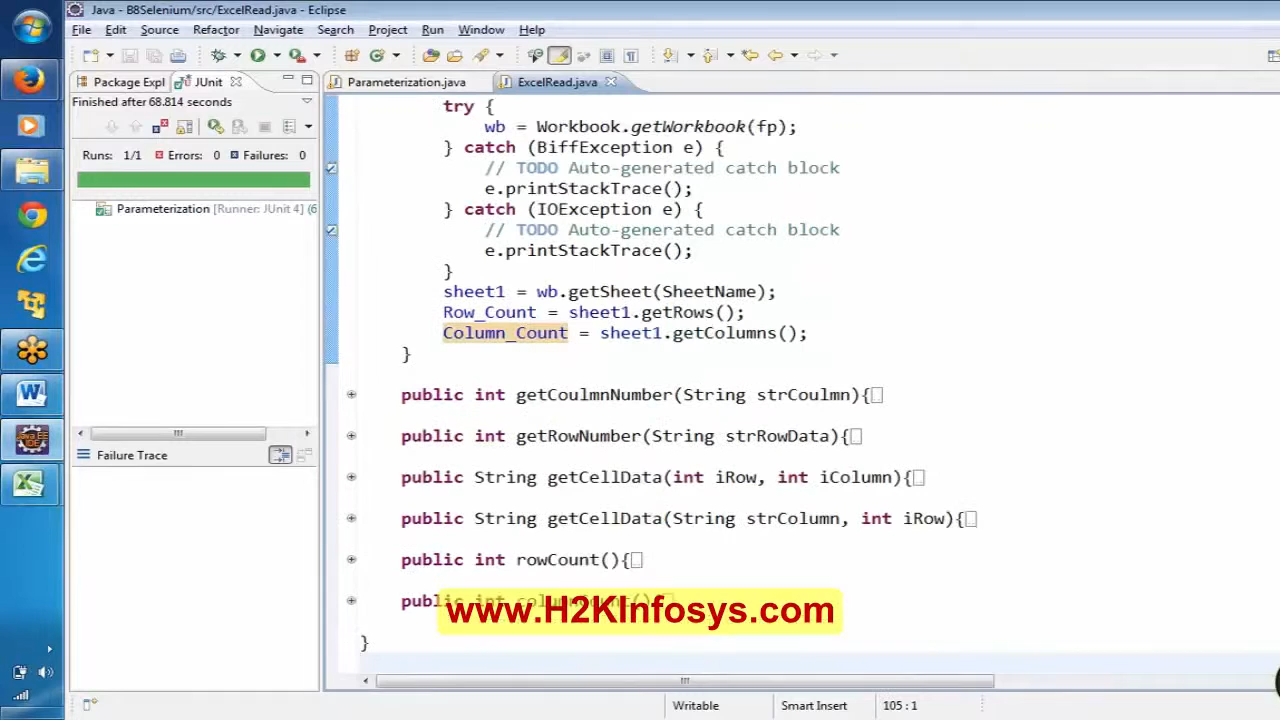 Java - B8Selenium/src/ExcelRead.java - Eclipse
File Edit Source Refactor Navigate Search Project Run Window Help
Package Expl JUnit
Parameterization.java ExcelRead.java
Finished after 68.814 seconds
Runs: 1/1 Errors: 0 Failures: 0
Parameterization [Runner: JUnit 4] (6
Failure Trace
try {
wb = Workbook.getWorkbook(fp);
} catch (BiffException e) {
// TODO Auto-generated catch block
e.printStackTrace();
} catch (IOException e) {
// TODO Auto-generated catch block
e.printStackTrace();
}
sheet1 = wb.getSheet(SheetName);
Row_Count = sheet1.getRows();
Column_Count = sheet1.getColumns();
}
public int getCoulmnNumber(String strCoulmn){
public int getRowNumber(String strRowData){
public String getCellData(int iRow, int iColumn){
public String getCellData(String strColumn, int iRow){
public int rowCount(){
public int
www.H2KInfosys.com
}
Writable Smart Insert 105 : 1